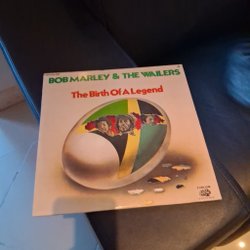 BOB MARLEY & THE WAILERS
The Birth Of A Legend